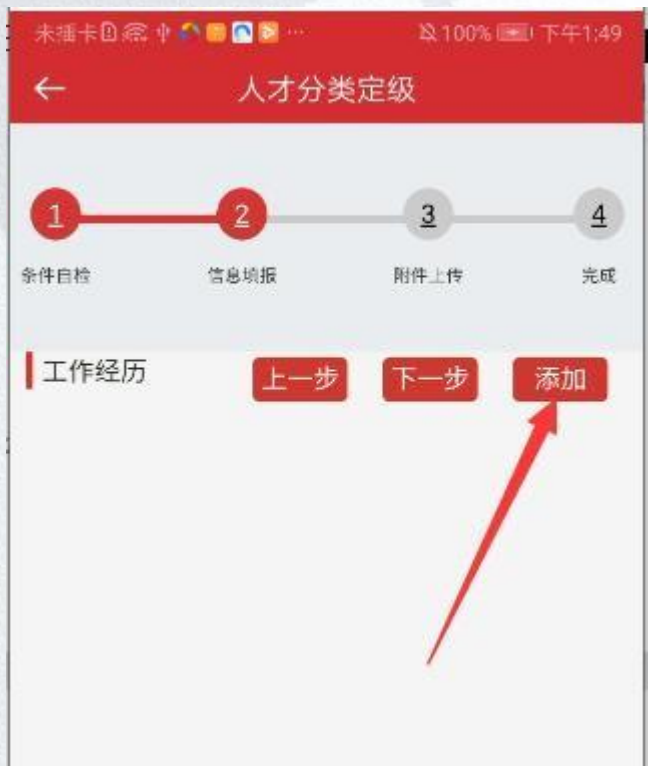 未插卡 100% 下午1:49
人才分类定级
1 2 3 4
条件自检 信息填报 附件上传 完成
工作经历 上一步 下一步 添加